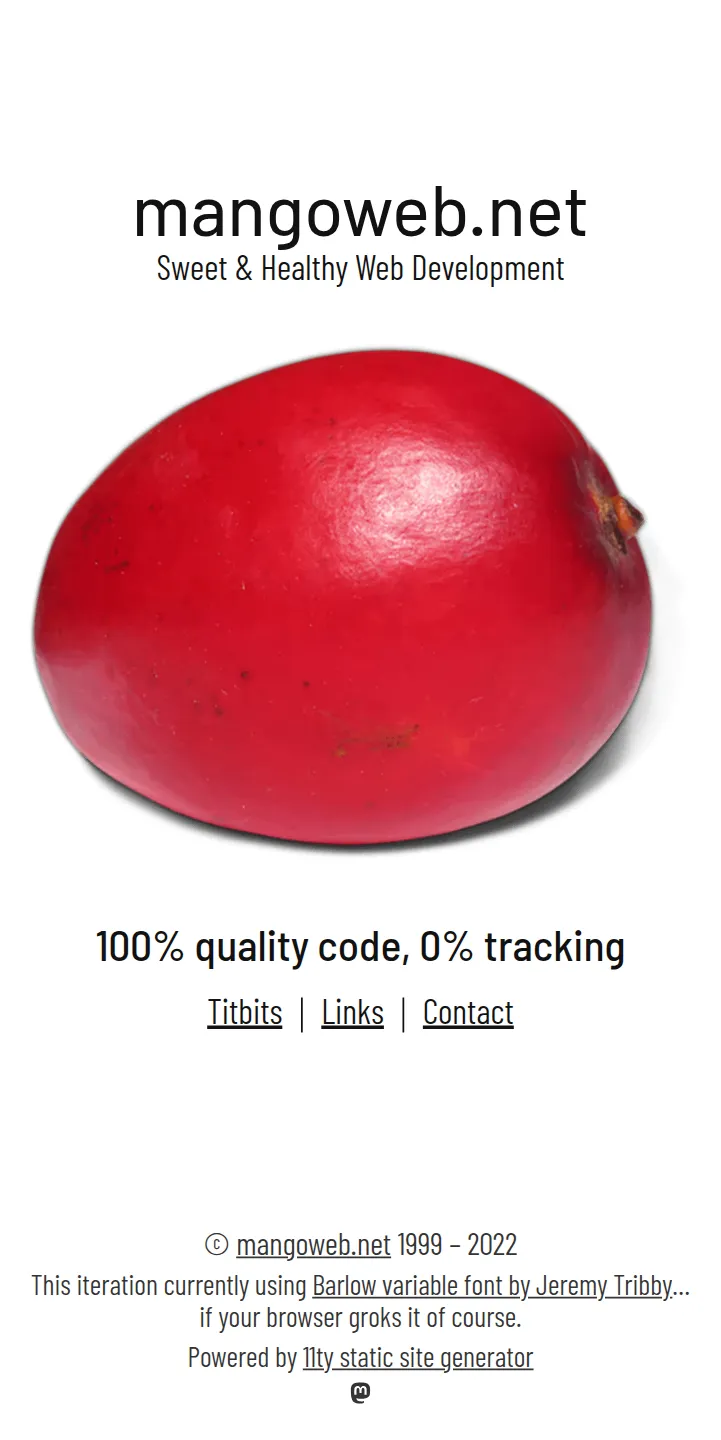 mangoweb.net
Sweet & Healthy Web Development
100% quality code, 0% tracking
Titbits | Links | Contact
© mangoweb.net 1999 – 2022
This iteration currently using Barlow variable font by Jeremy Tribby...
if your browser groks it of course.
Powered by 11ty static site generator